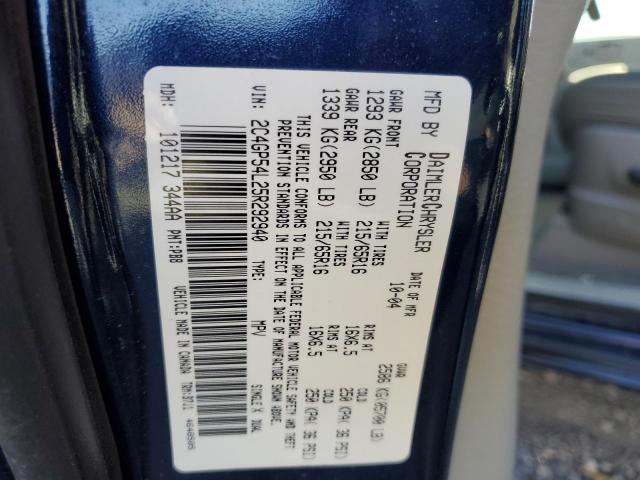 MFD BY DAIMLERCHRYSLER CORPORATION
DATE OF MFR 10-04
GVWR 2586 KG(05700 LB)
GAWR FRONT WITH TIRES RIMS AT COLD
1293 KG(2850 LB) 215/65R16 16X6.5 250 KPA( 36 PSI)
GAWR REAR WITH TIRES RIMS AT COLD
1339 KG(2950 LB) 215/65R16 16X6.5 250 KPA( 36 PSI)
THIS VEHICLE CONFORMS TO ALL APPLICABLE FEDERAL MOTOR VEHICLE SAFETY AND THEFT
PREVENTION STANDARDS IN EFFECT ON THE DATE OF MANUFACTURE SHOWN ABOVE.
VIN: 2C4GP54L25R292940 TYPE: MPV SINGLE X DUAL
MDH: 101217 344AA PNT:PB8 VEHICLE MADE IN CANADA